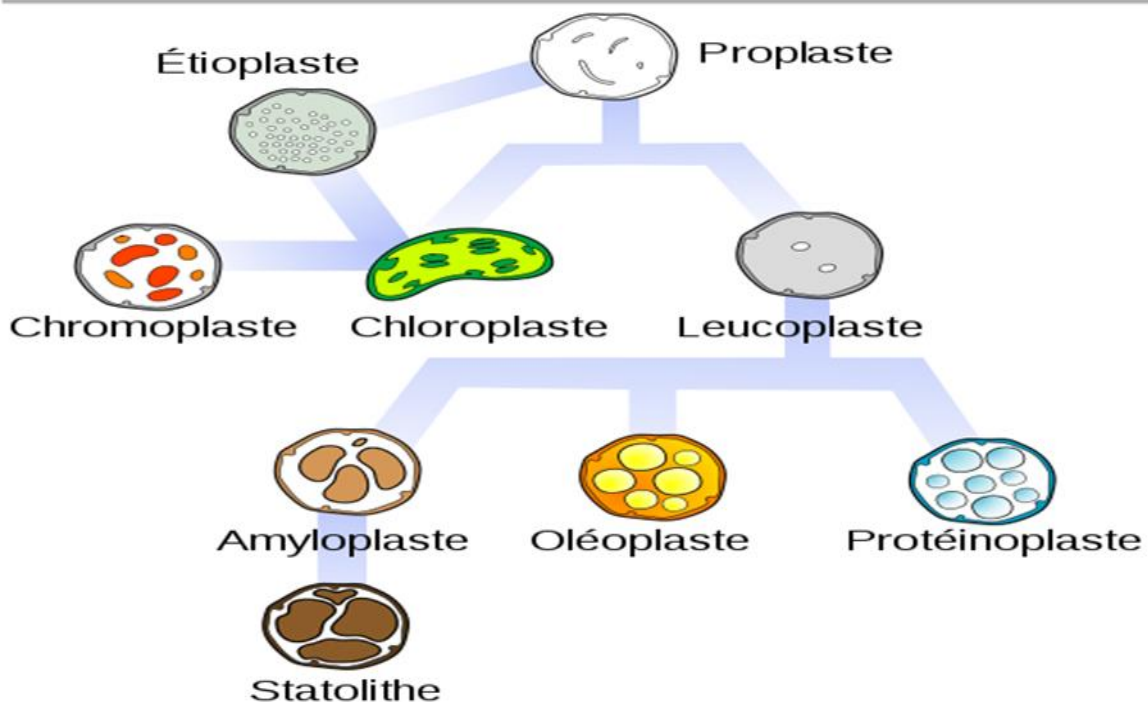 Étioplaste
Proplaste
Chromoplaste
Chloroplaste
Leucoplaste
Amyloplaste
Oléoplaste
Protéinoplaste
Statolithe